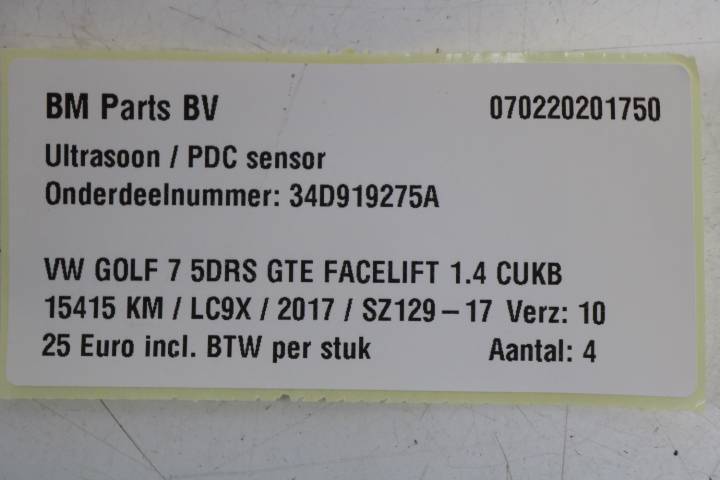 BM Parts BV 070220201750
Ultrasoon / PDC sensor
Onderdeelnummer: 34D919275A
VW GOLF 7 5DRS GTE FACELIFT 1.4 CUKB
15415 KM / LC9X / 2017 / SZ129-17 Verz: 10
25 Euro incl. BTW per stuk Aantal: 4